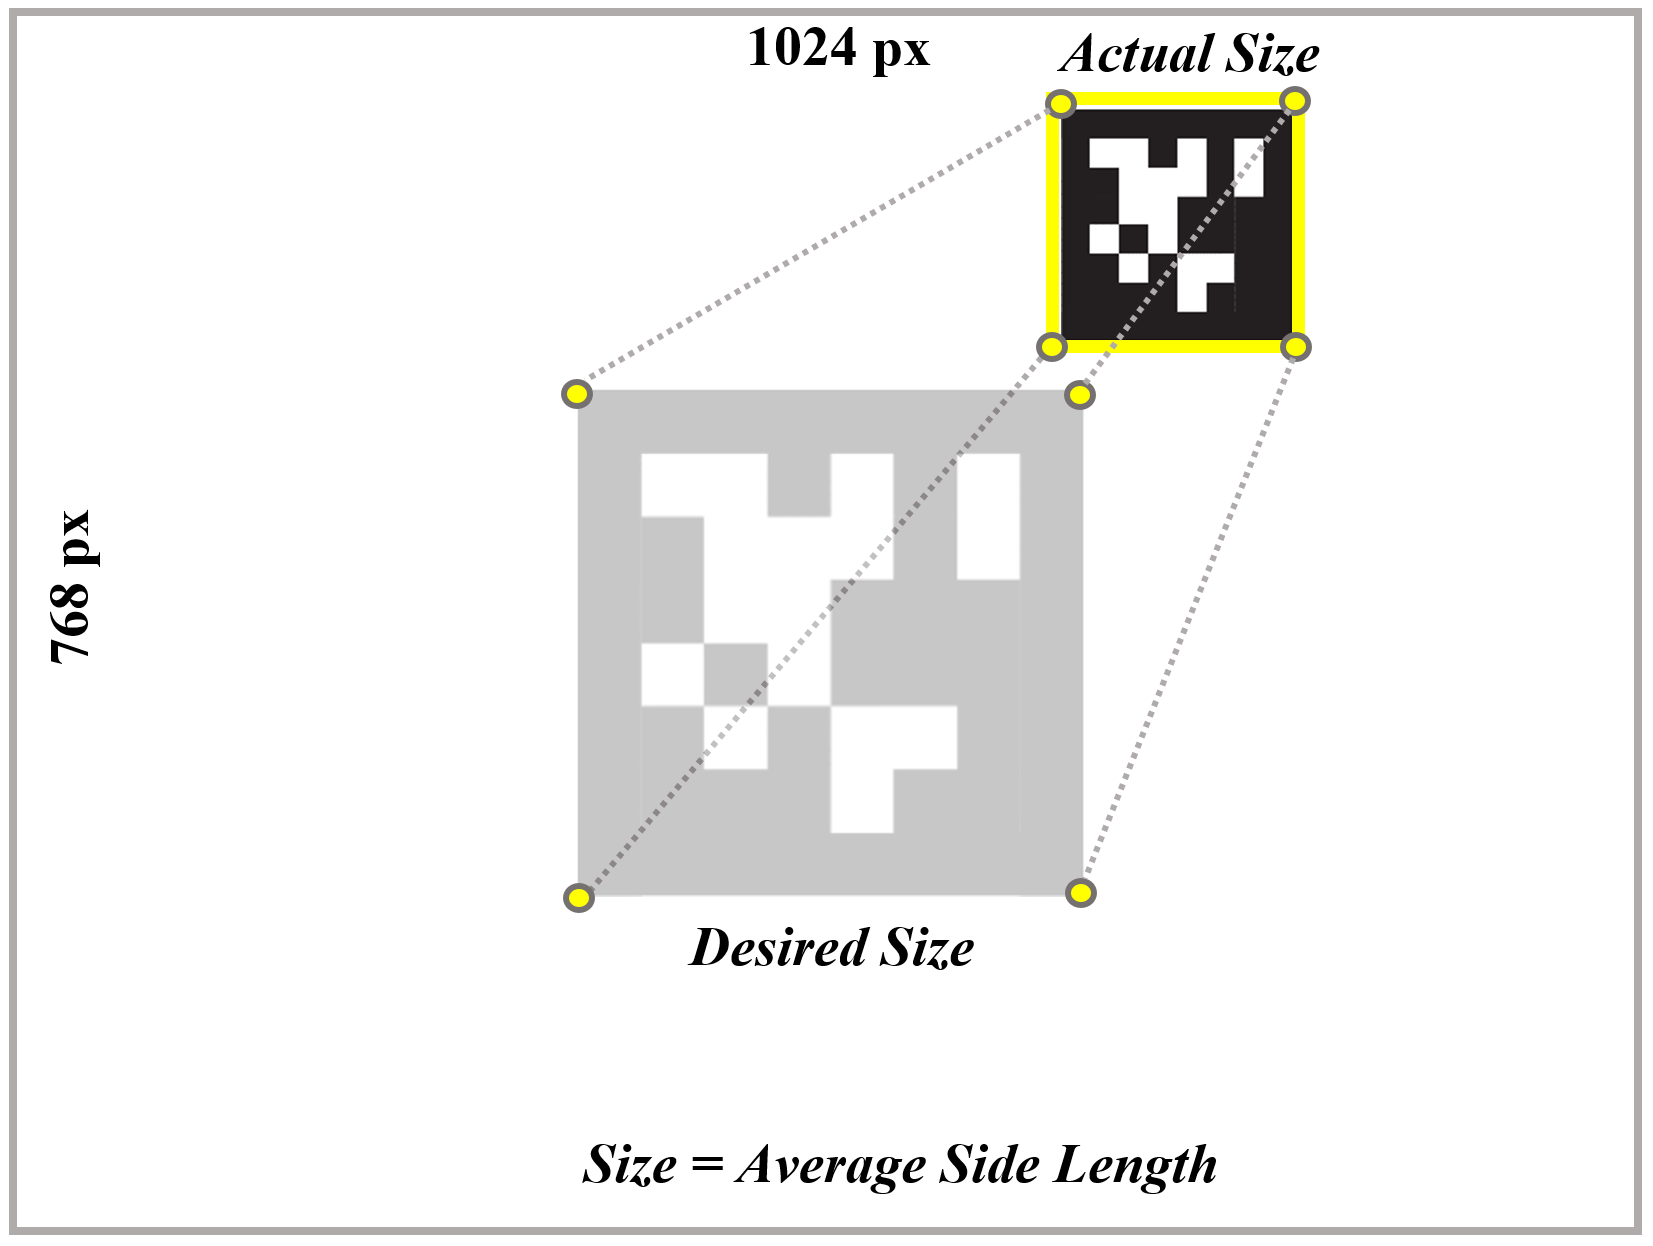 1024 px
Actual Size
768 px
Desired Size
Size = Average Side Length